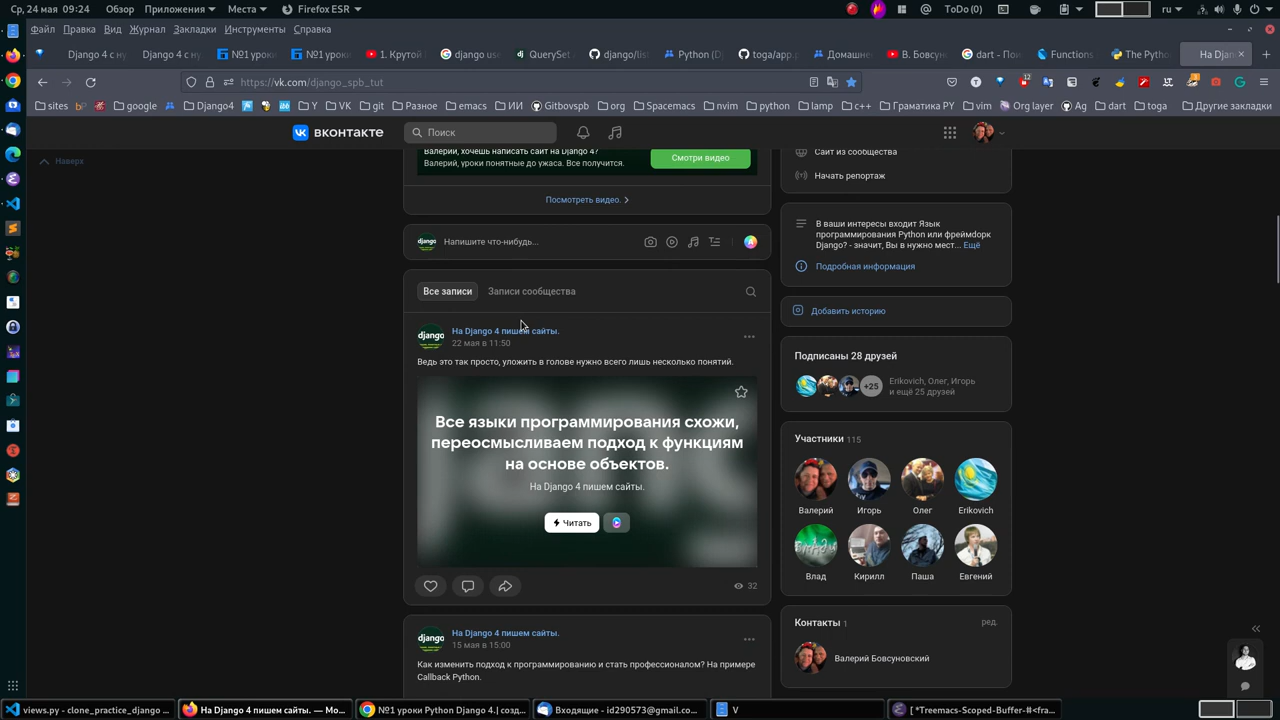 Ср, 24 мая 09:24 Обзор Приложения Места Firefox ESR @ ToDo (0) ru
Файл Правка Вид Журнал Закладки Инструменты Справка
Django 4 с ну Django 4 с ну №1 уроки №1 уроки 1. Крутой django use QuerySet django/list Python (D toga/app Домашне В. Бовсун dart - Пои Functions The Pytho На Djan
https://vk.com/django_spb_tut
sites google Django4 Y VK git Разное emacs ИИ Gitbovspb org Spacemacs nvim python lamp c++ Граматика РУ vim Org layer Ag dart toga Другие закладки
вконтакте Поиск
Наверх
Валерий, хочешь написать сайт на Django 4?
Валерий, уроки понятные до ужаса. Все получится.
Смотри видео
Посмотреть видео.
Напишите что-нибудь...
Все записи Записи сообщества
На Django 4 пишем сайты.
22 мая в 11:50
Ведь это так просто, уложить в голове нужно всего лишь несколько понятий.
Все языки программирования схожи,
переосмысливаем подход к функциям
на основе объектов.
На Django 4 пишем сайты.
Читать
32
На Django 4 пишем сайты.
15 мая в 15:00
Как изменить подход к программированию и стать профессионалом? На примере
Callback Python.
Сайт из сообщества
Начать репортаж
В ваши интересы входит Язык
программирования Python или фреймдорк
Django? - значит, Вы в нужно мест... Ещё
Подробная информация
Добавить историю
Подписаны 28 друзей
+25
Erikovich, Олег, Игорь
и ещё 25 друзей
Участники 115
Валерий Игорь Олег Erikovich
Влад Кирилл Паша Евгений
Контакты 1 ред.
Валерий Бовсуновский
views.py - clone_practice_django ... На Django 4 пишем сайты. — Mo... №1 уроки Python Django 4.| созд... Входящие - id290573@gmail.co... V [ *Treemacs-Scoped-Buffer-#<fra...